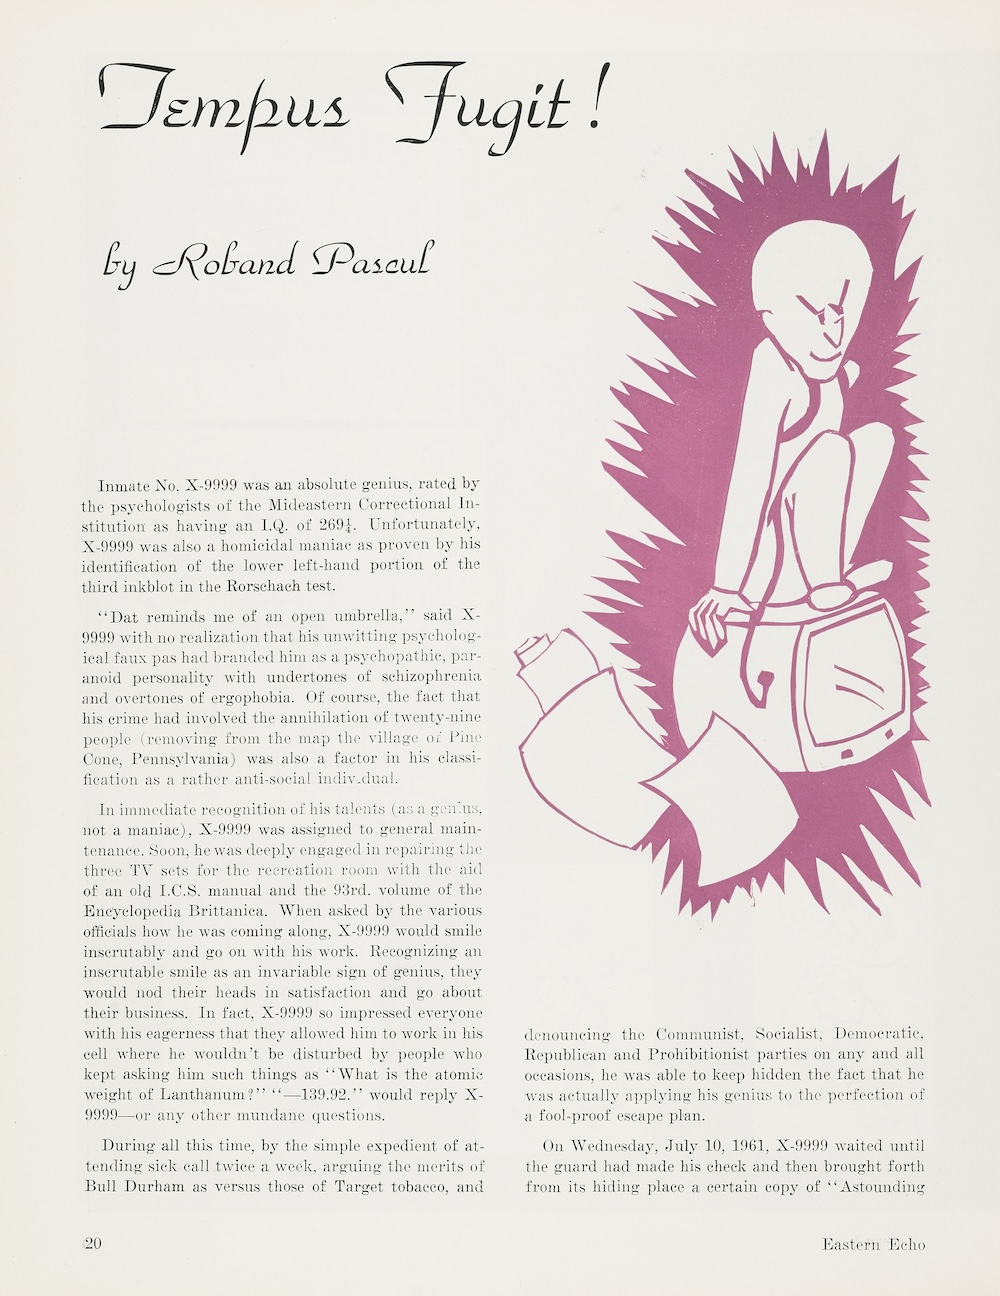 Tempus Fugit!
by Roband Pascul
Inmate No. X-9999 was an absolute genius, rated by
the psychologists of the Mideastern Correctional In-
stitution as having an I.Q. of 269¼. Unfortunately,
X-9999 was also a homicidal maniac as proven by his
identification of the lower left-hand portion of the
third inkblot in the Rorschach test.
“Dat reminds me of an open umbrella,” said X-
9999 with no realization that his unwitting psycholog-
ical faux pas had branded him as a psychopathic, par-
anoid personality with undertones of schizophrenia
and overtones of ergophobia. Of course, the fact that
his crime had involved the annihilation of twenty-nine
people (removing from the map the village of Pine
Cone, Pennsylvania) was also a factor in his classi-
fication as a rather anti-social individual.
In immediate recognition of his talents (as a genius,
not a maniac), X-9999 was assigned to general main-
tenance. Soon, he was deeply engaged in repairing the
three TV sets for the recreation room with the aid
of an old I.C.S. manual and the 93rd. volume of the
Encyclopedia Brittanica. When asked by the various
officials how he was coming along, X-9999 would smile
inscrutably and go on with his work. Recognizing an
inscrutable smile as an invariable sign of genius, they
would nod their heads in satisfaction and go about
their business. In fact, X-9999 so impressed everyone
with his eagerness that they allowed him to work in his
cell where he wouldn’t be disturbed by people who
kept asking him such things as “What is the atomic
weight of Lanthanum?” “—139.92.” would reply X-
9999—or any other mundane questions.
During all this time, by the simple expedient of at-
tending sick call twice a week, arguing the merits of
Bull Durham as versus those of Target tobacco, and
denouncing the Communist, Socialist, Democratic,
Republican and Prohibitionist parties on any and all
occasions, he was able to keep hidden the fact that he
was actually applying his genius to the perfection of
a fool-proof escape plan.
On Wednesday, July 10, 1961, X-9999 waited until
the guard had made his check and then brought forth
from its hiding place a certain copy of “Astounding
20
Eastern Echo